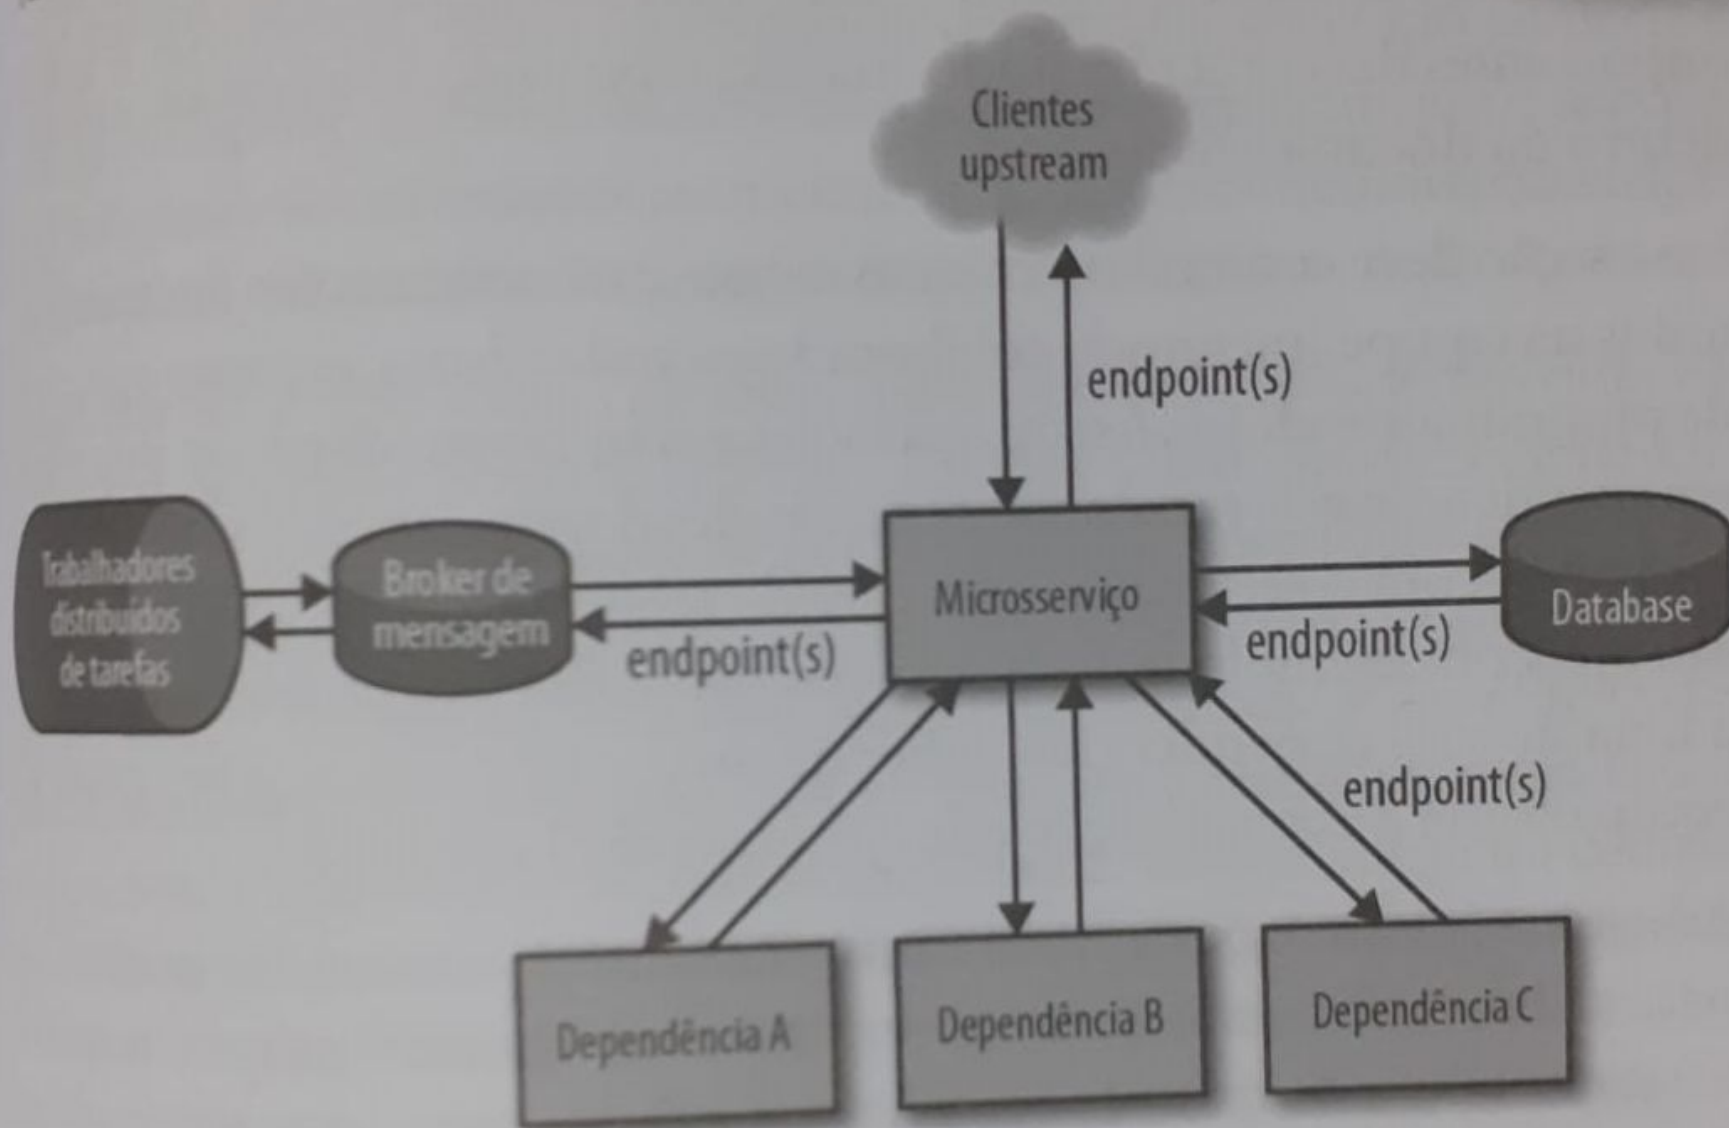 Clientes
upstream
endpoint(s)
Trabalhadores
distribuídos
de tarefas
Broker de
mensagem
endpoint(s)
Microsserviço
endpoint(s)
Database
endpoint(s)
Dependência A
Dependência B
Dependência C